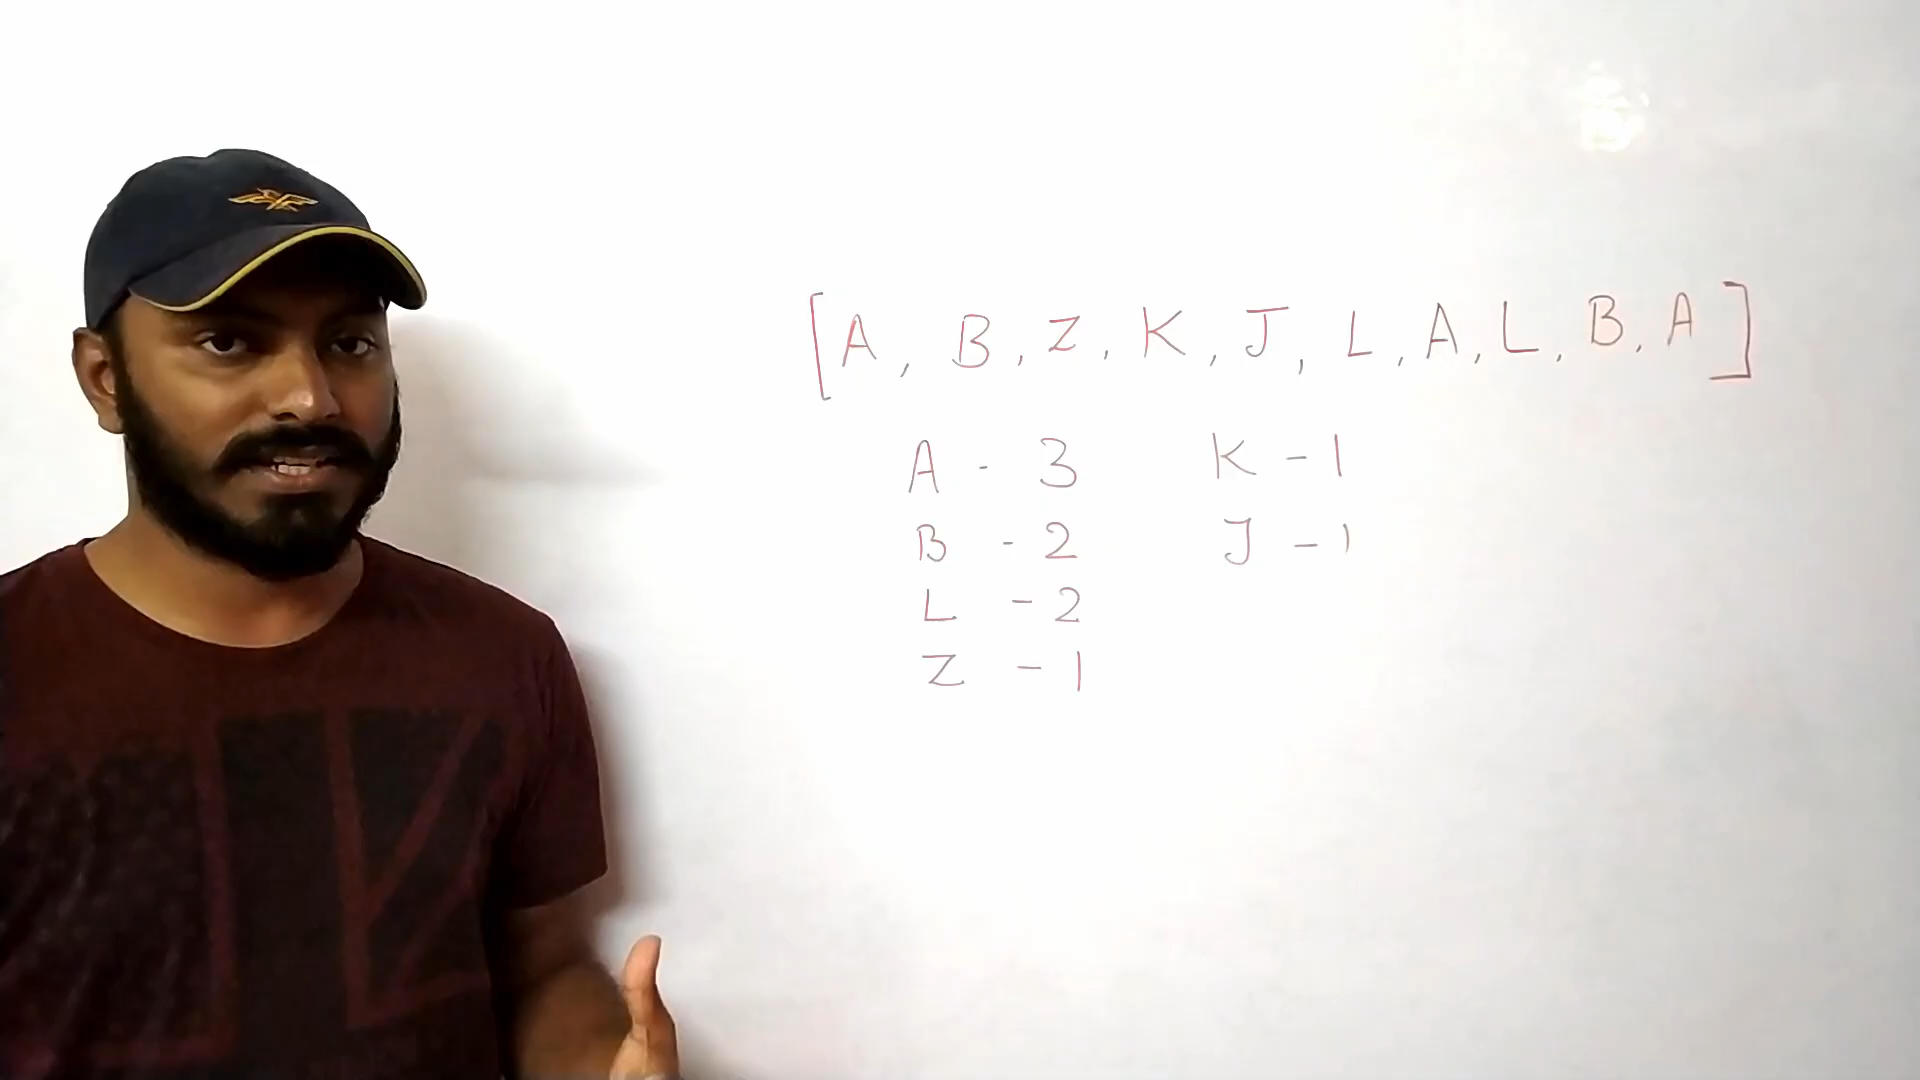 [A, B, Z, K, J, L, A, L, B, A]
A - 3 K - 1
B - 2 J - 1
L - 2
Z - 1